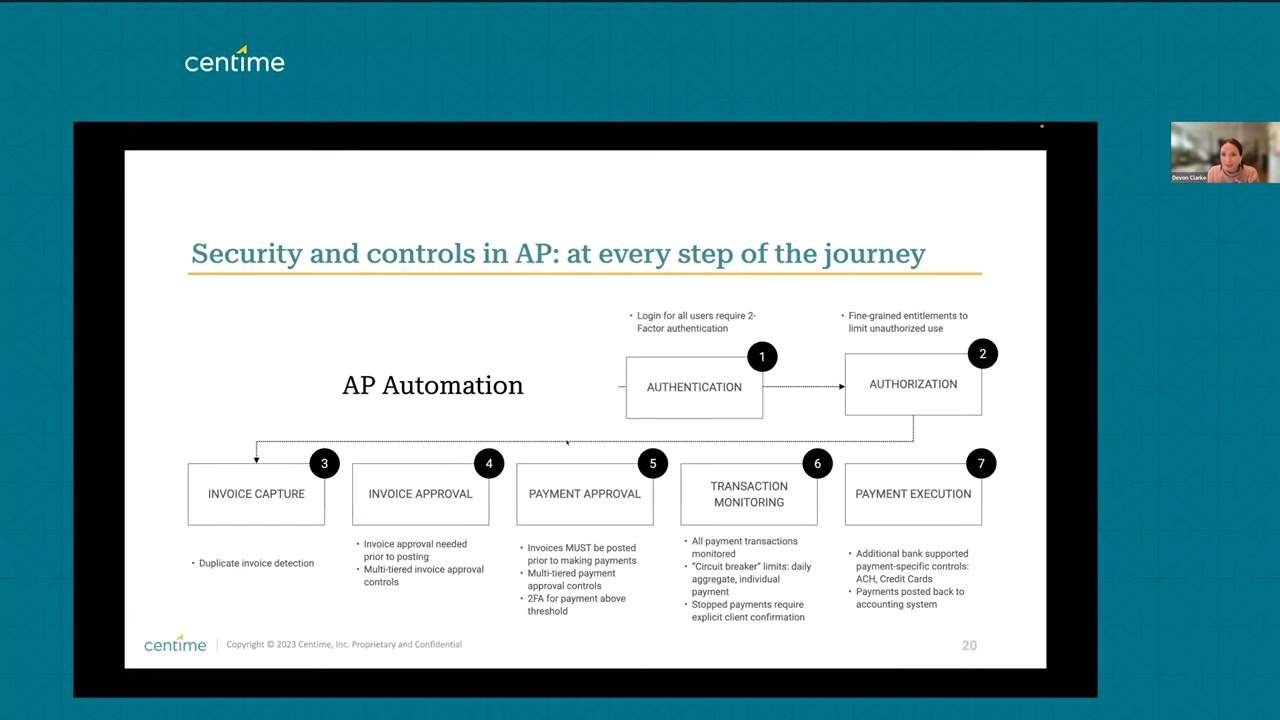 centime
Devon Clarke
Security and controls in AP: at every step of the journey
• Login for all users require 2-
Factor authentication
• Fine-grained entitlements to
limit unauthorized use
1
2
AUTHENTICATION
AUTHORIZATION
AP Automation
3
4
5
6
7
INVOICE CAPTURE
INVOICE APPROVAL
PAYMENT APPROVAL
TRANSACTION
MONITORING
PAYMENT EXECUTION
• Duplicate invoice detection
• Invoice approval needed
prior to posting
• Multi-tiered invoice approval
controls
• Invoices MUST be posted
prior to making payments
• Multi-tiered payment
approval controls
• 2FA for payment above
threshold
• All payment transactions
monitored
• “Circuit breaker” limits: daily
aggregate, individual
payment
• Stopped payments require
explicit client confirmation
• Additional bank supported
payment-specific controls:
ACH, Credit Cards
• Payments posted back to
accounting system
centime
Copyright © 2023 Centime, Inc. Proprietary and Confidential
20